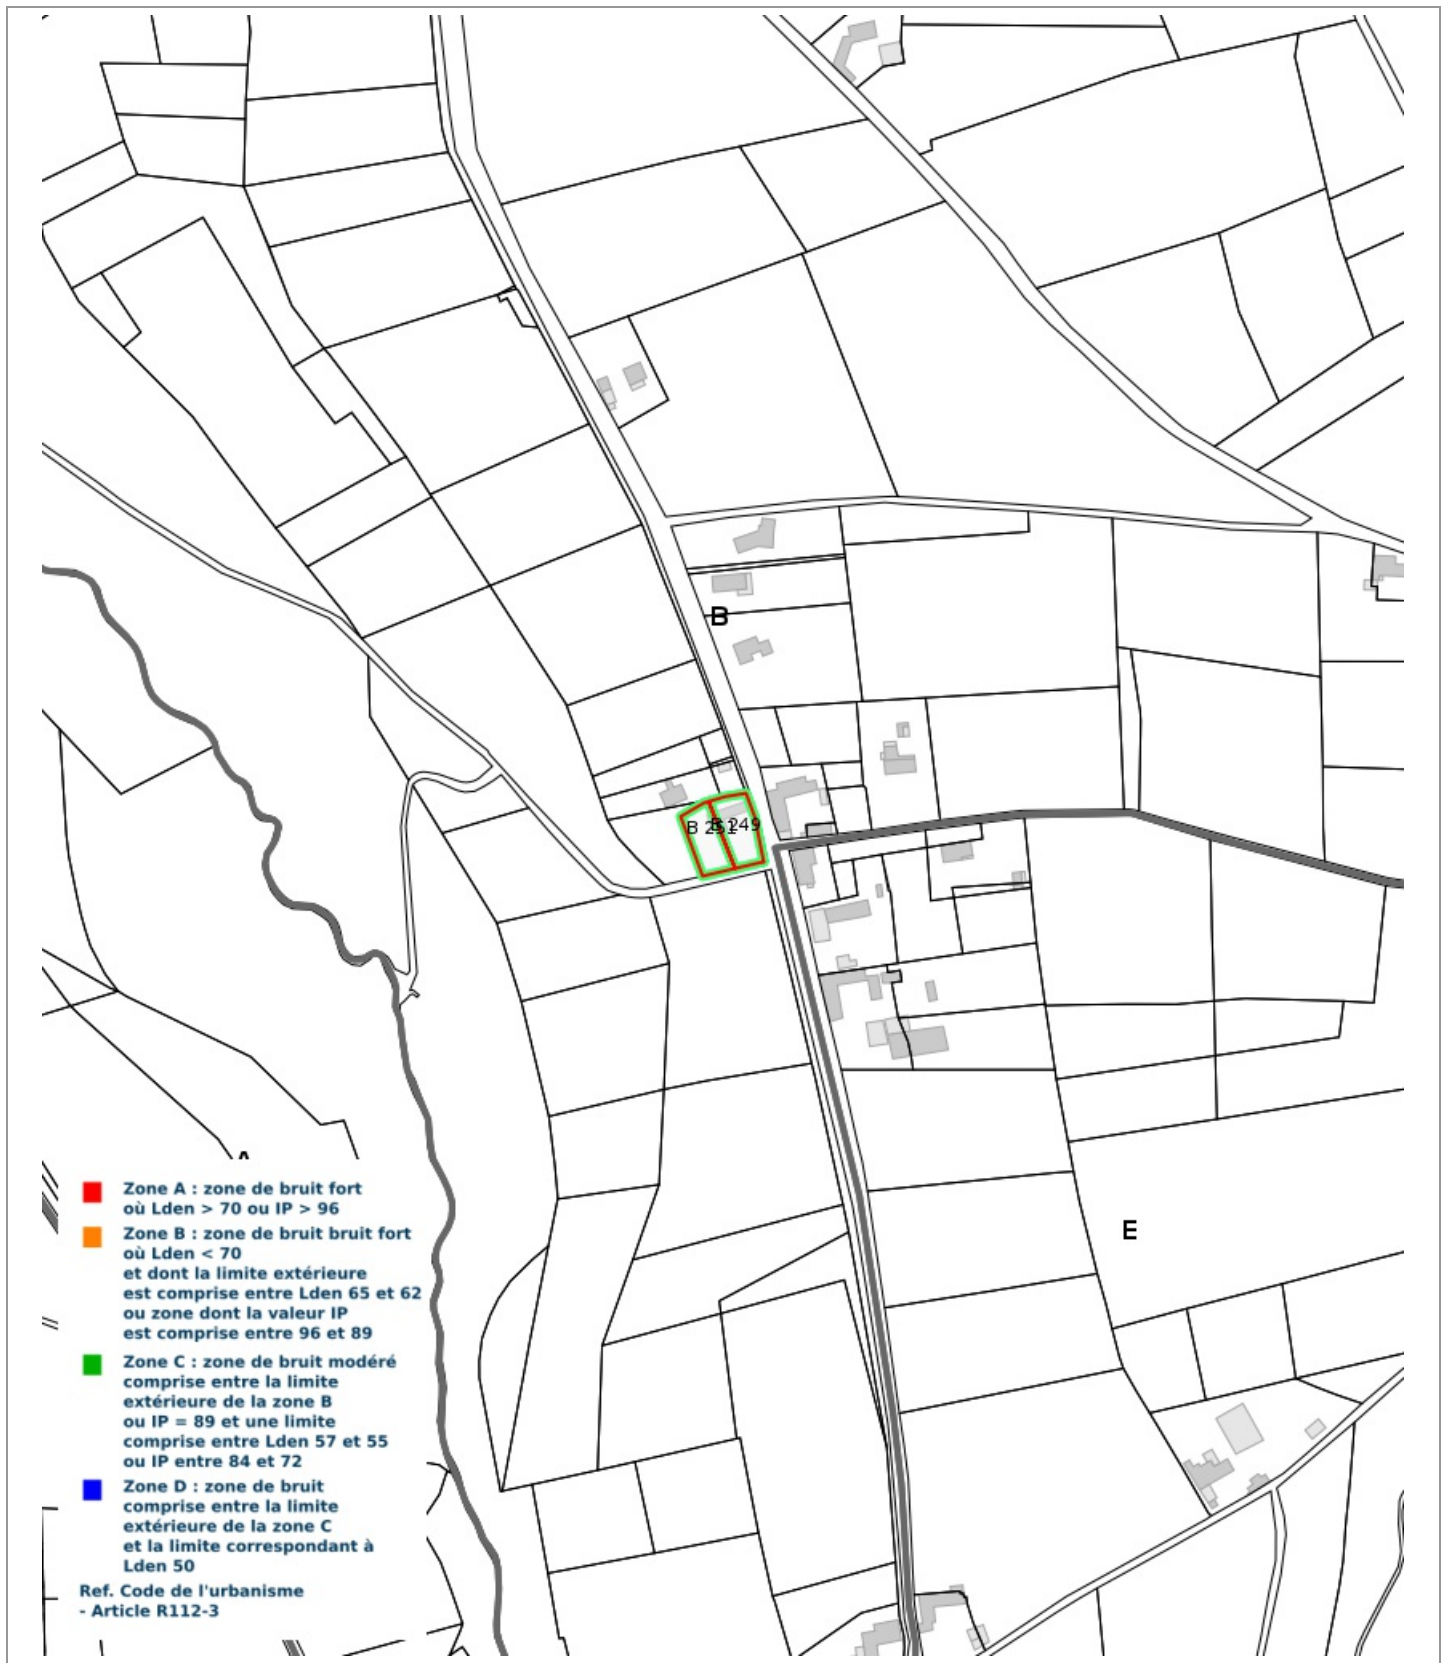 B
B 251
B 249
A
E
Zone A : zone de bruit fort
où Lden > 70 ou IP > 96
Zone B : zone de bruit bruit fort
où Lden < 70
et dont la limite extérieure
est comprise entre Lden 65 et 62
ou zone dont la valeur IP
est comprise entre 96 et 89
Zone C : zone de bruit modéré
comprise entre la limite
extérieure de la zone B
ou IP = 89 et une limite
comprise entre Lden 57 et 55
ou IP entre 84 et 72
Zone D : zone de bruit
comprise entre la limite
extérieure de la zone C
et la limite correspondant à
Lden 50
Ref. Code de l'urbanisme
- Article R112-3